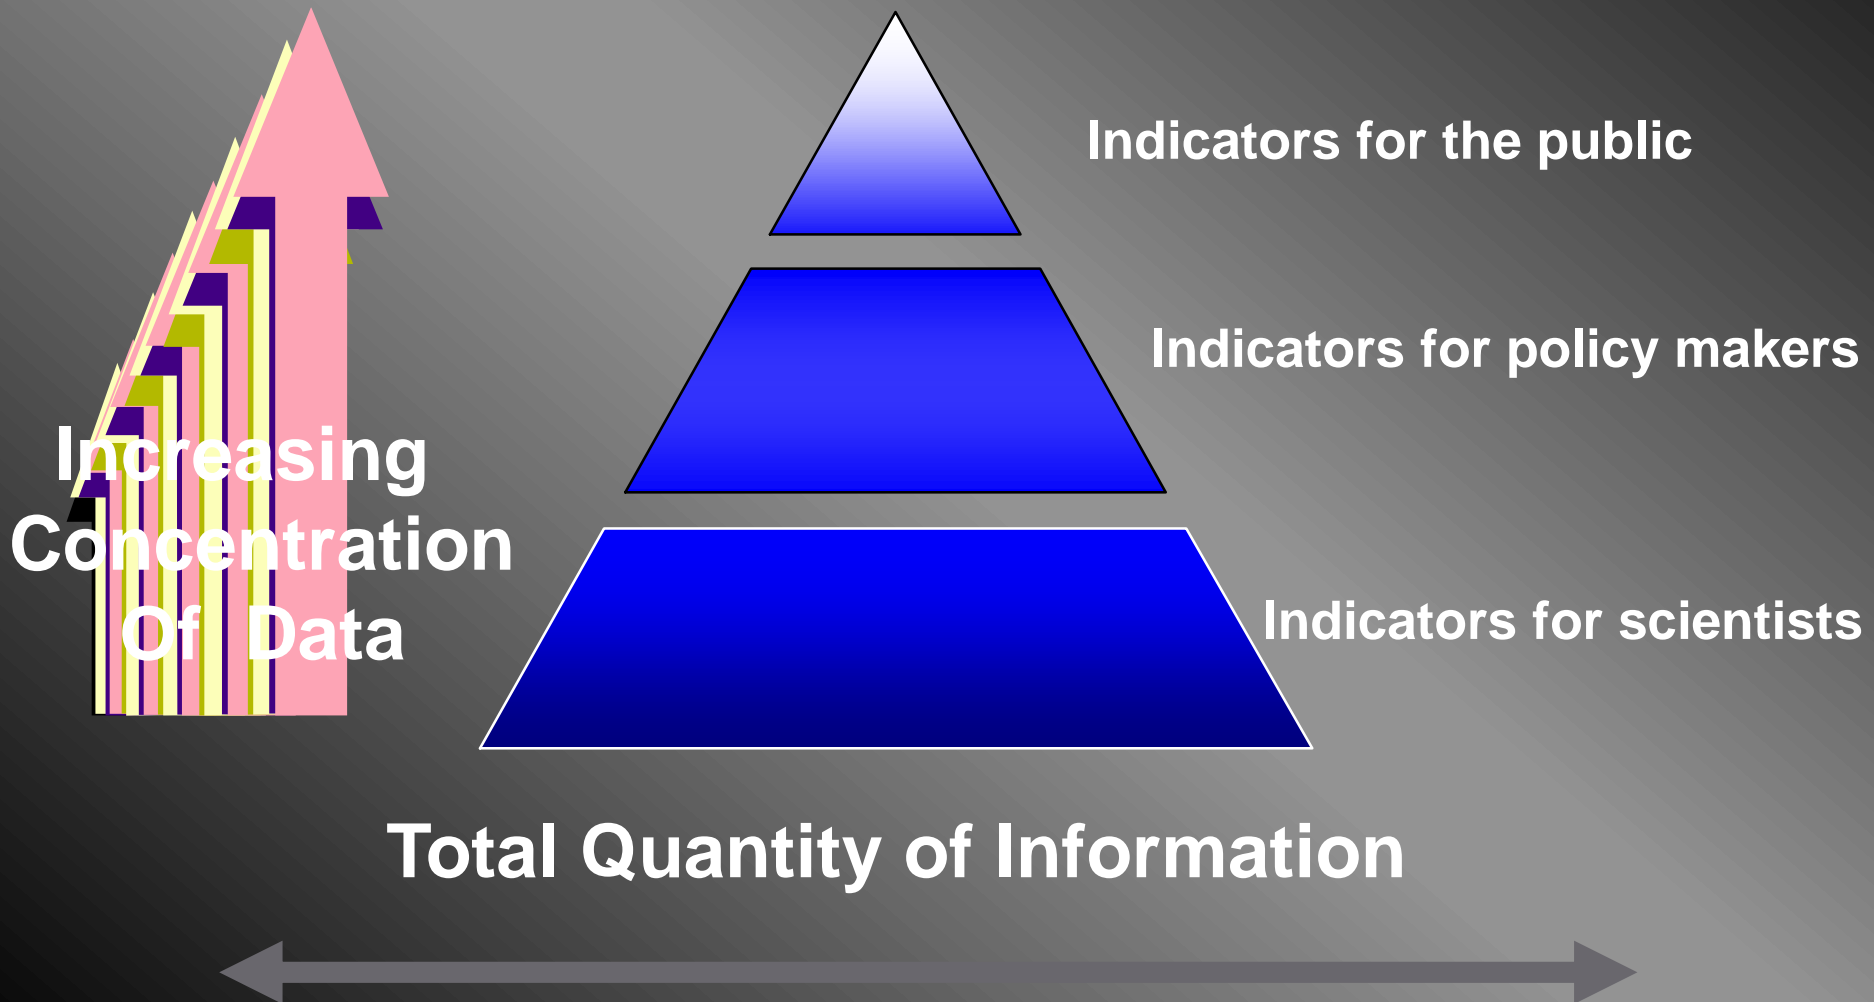 Indicators for the public
Indicators for policy makers
Increasing
Concentration
Of Data
Indicators for scientists
Total Quantity of Information